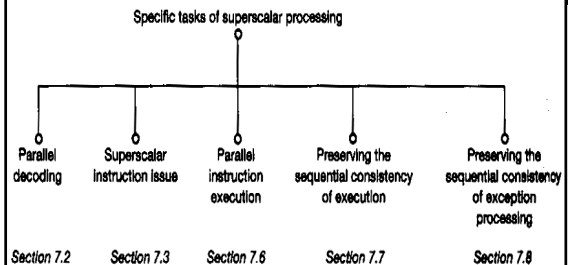 Specific tasks of superscalar processing
Parallel decoding
Superscalar instruction issue
Parallel instruction execution
Preserving the sequential consistency of execution
Preserving the sequential consistency of exception processing
Section 7.2
Section 7.3
Section 7.6
Section 7.7
Section 7.8